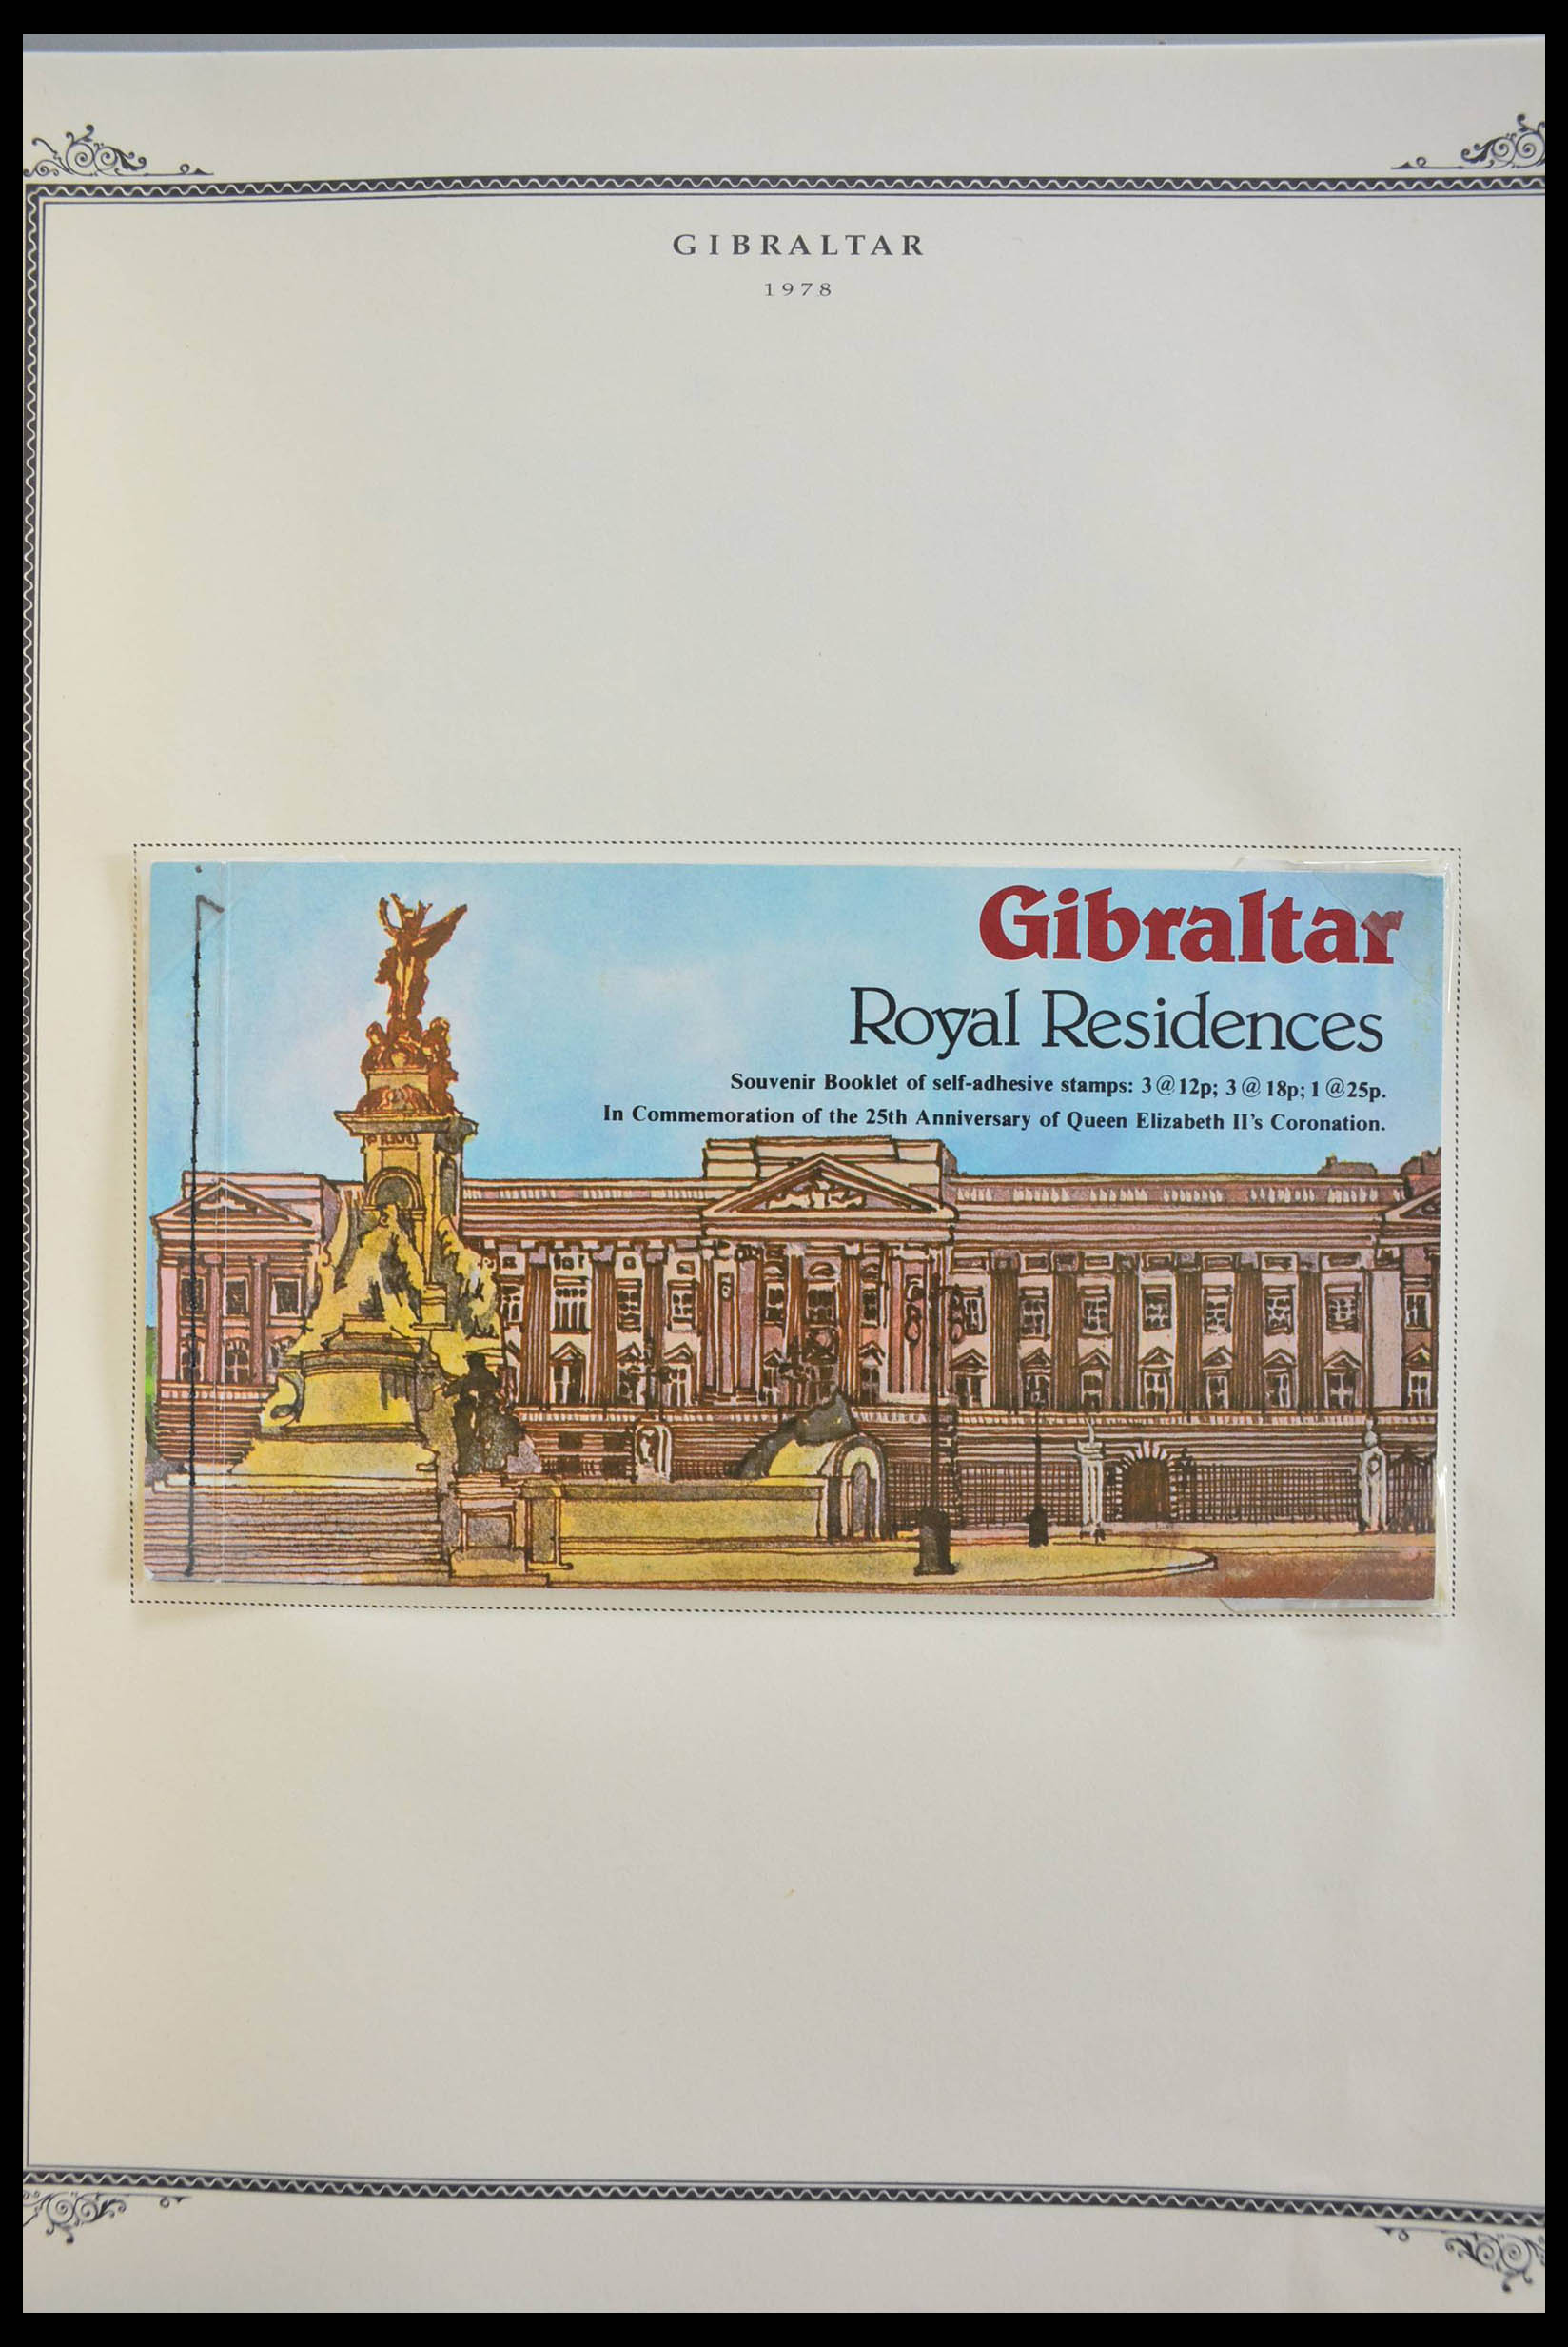 GIBRALTAR
1978
Gibraltar
Royal Residences
Souvenir Booklet of self-adhesive stamps: 3@12p; 3@18p; 1@25p.
In Commemoration of the 25th Anniversary of Queen Elizabeth II's Coronation.